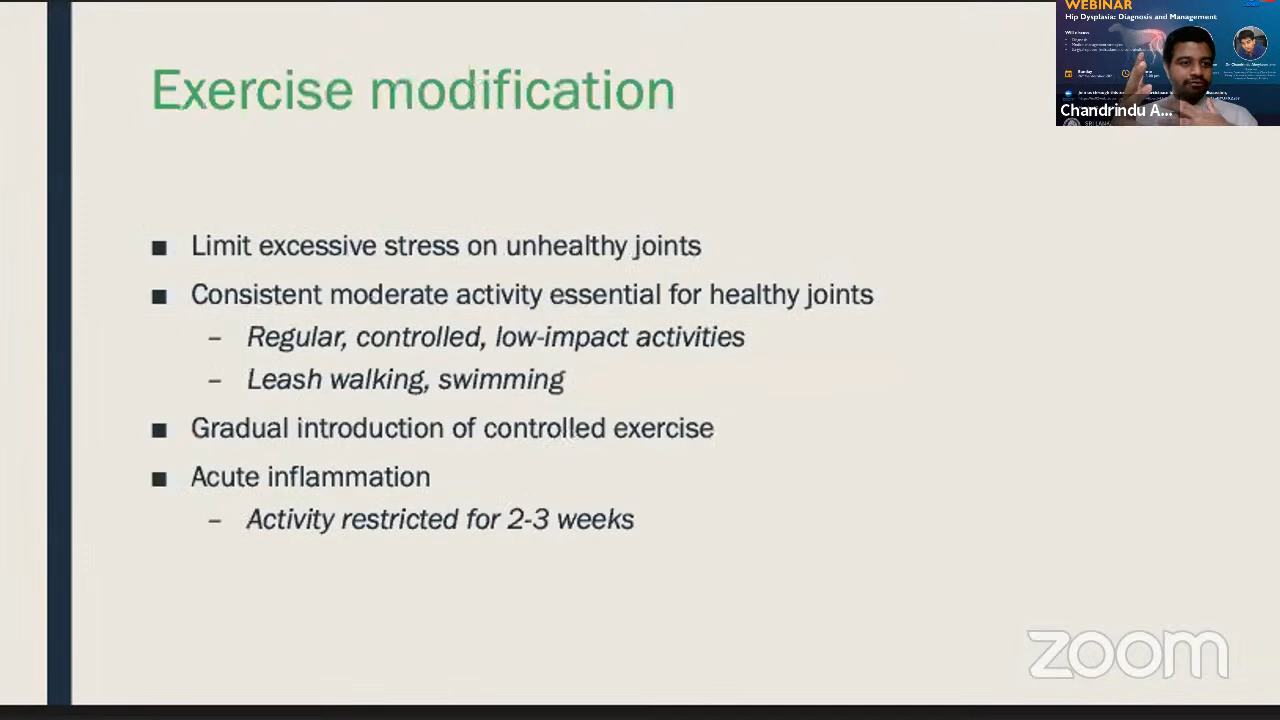 WEBINAR
Hip Dysplasia: Diagnosis and Management
Chandrindu A...
Exercise modification
■ Limit excessive stress on unhealthy joints
■ Consistent moderate activity essential for healthy joints
– Regular, controlled, low-impact activities
– Leash walking, swimming
■ Gradual introduction of controlled exercise
■ Acute inflammation
– Activity restricted for 2-3 weeks
zoom